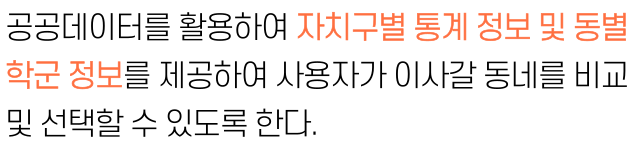 공공데이터를 활용하여 자치구별 통계 정보 및 동별
학군 정보를 제공하여 사용자가 이사갈 동네를 비교
및 선택할 수 있도록 한다.